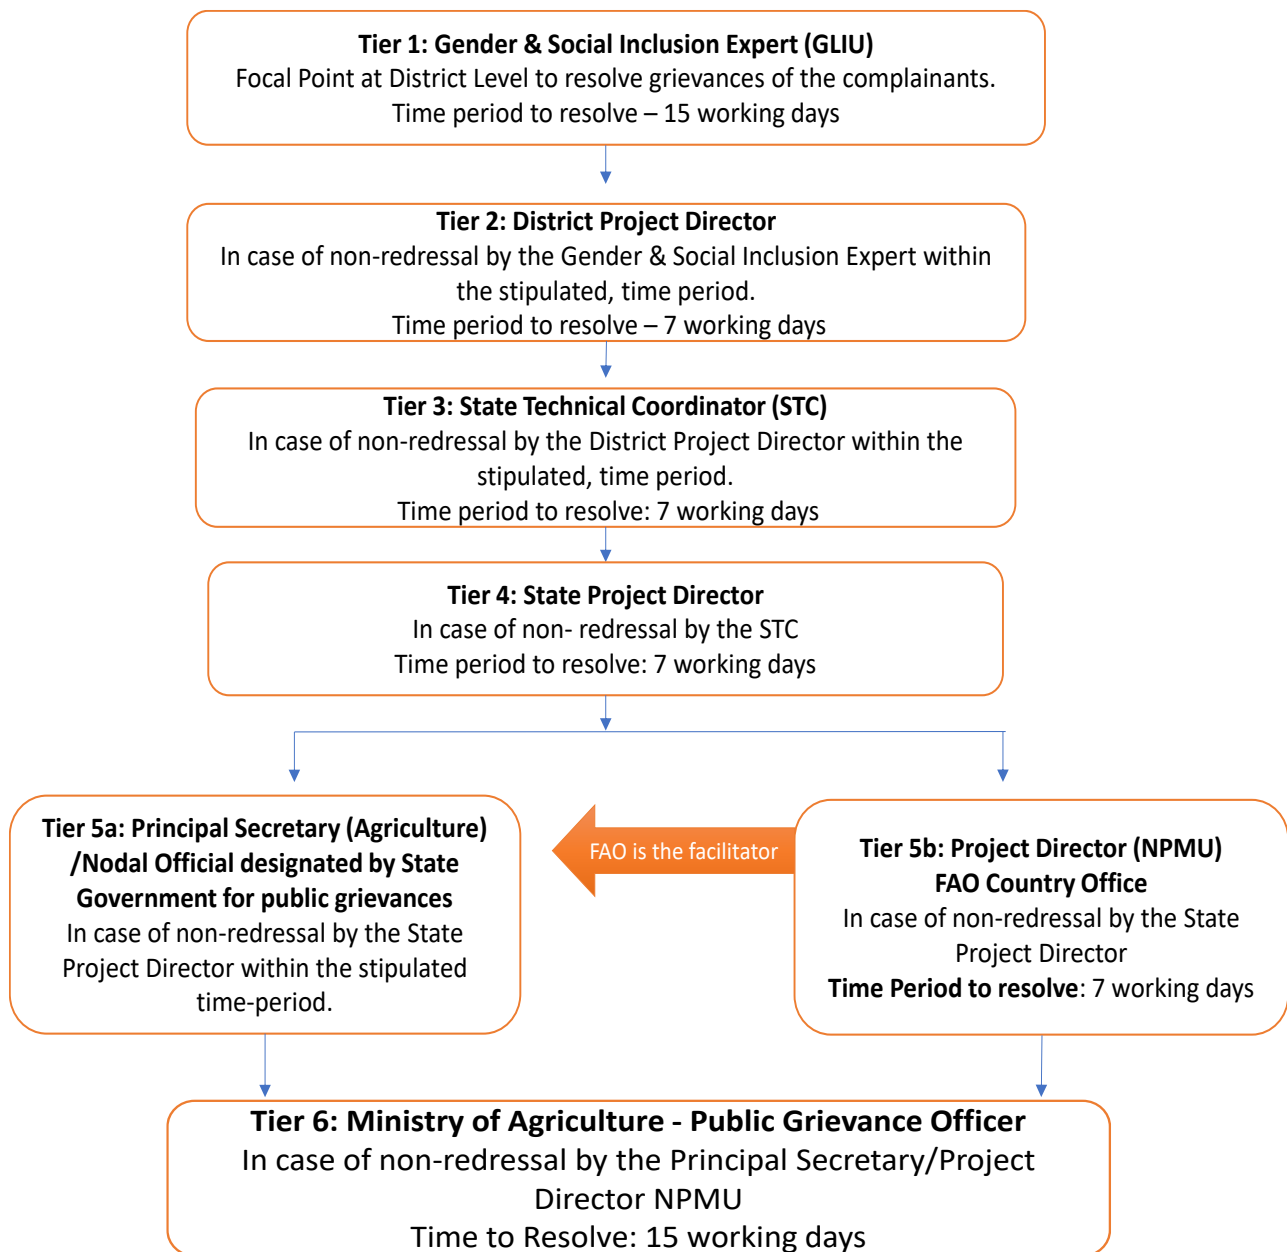 Tier 1: Gender & Social Inclusion Expert (GLIU)
Focal Point at District Level to resolve grievances of the complainants.
Time period to resolve – 15 working days
Tier 2: District Project Director
In case of non-redressal by the Gender & Social Inclusion Expert within
the stipulated, time period.
Time period to resolve – 7 working days
Tier 3: State Technical Coordinator (STC)
In case of non-redressal by the District Project Director within the
stipulated, time period.
Time period to resolve: 7 working days
Tier 4: State Project Director
In case of non- redressal by the STC
Time period to resolve: 7 working days
Tier 5a: Principal Secretary (Agriculture)
/Nodal Official designated by State
Government for public grievances
In case of non-redressal by the State
Project Director within the stipulated
time-period.
FAO is the facilitator
Tier 5b: Project Director (NPMU)
FAO Country Office
In case of non-redressal by the State
Project Director
Time Period to resolve: 7 working days
Tier 6: Ministry of Agriculture - Public Grievance Officer
In case of non-redressal by the Principal Secretary/Project
Director NPMU
Time to Resolve: 15 working days